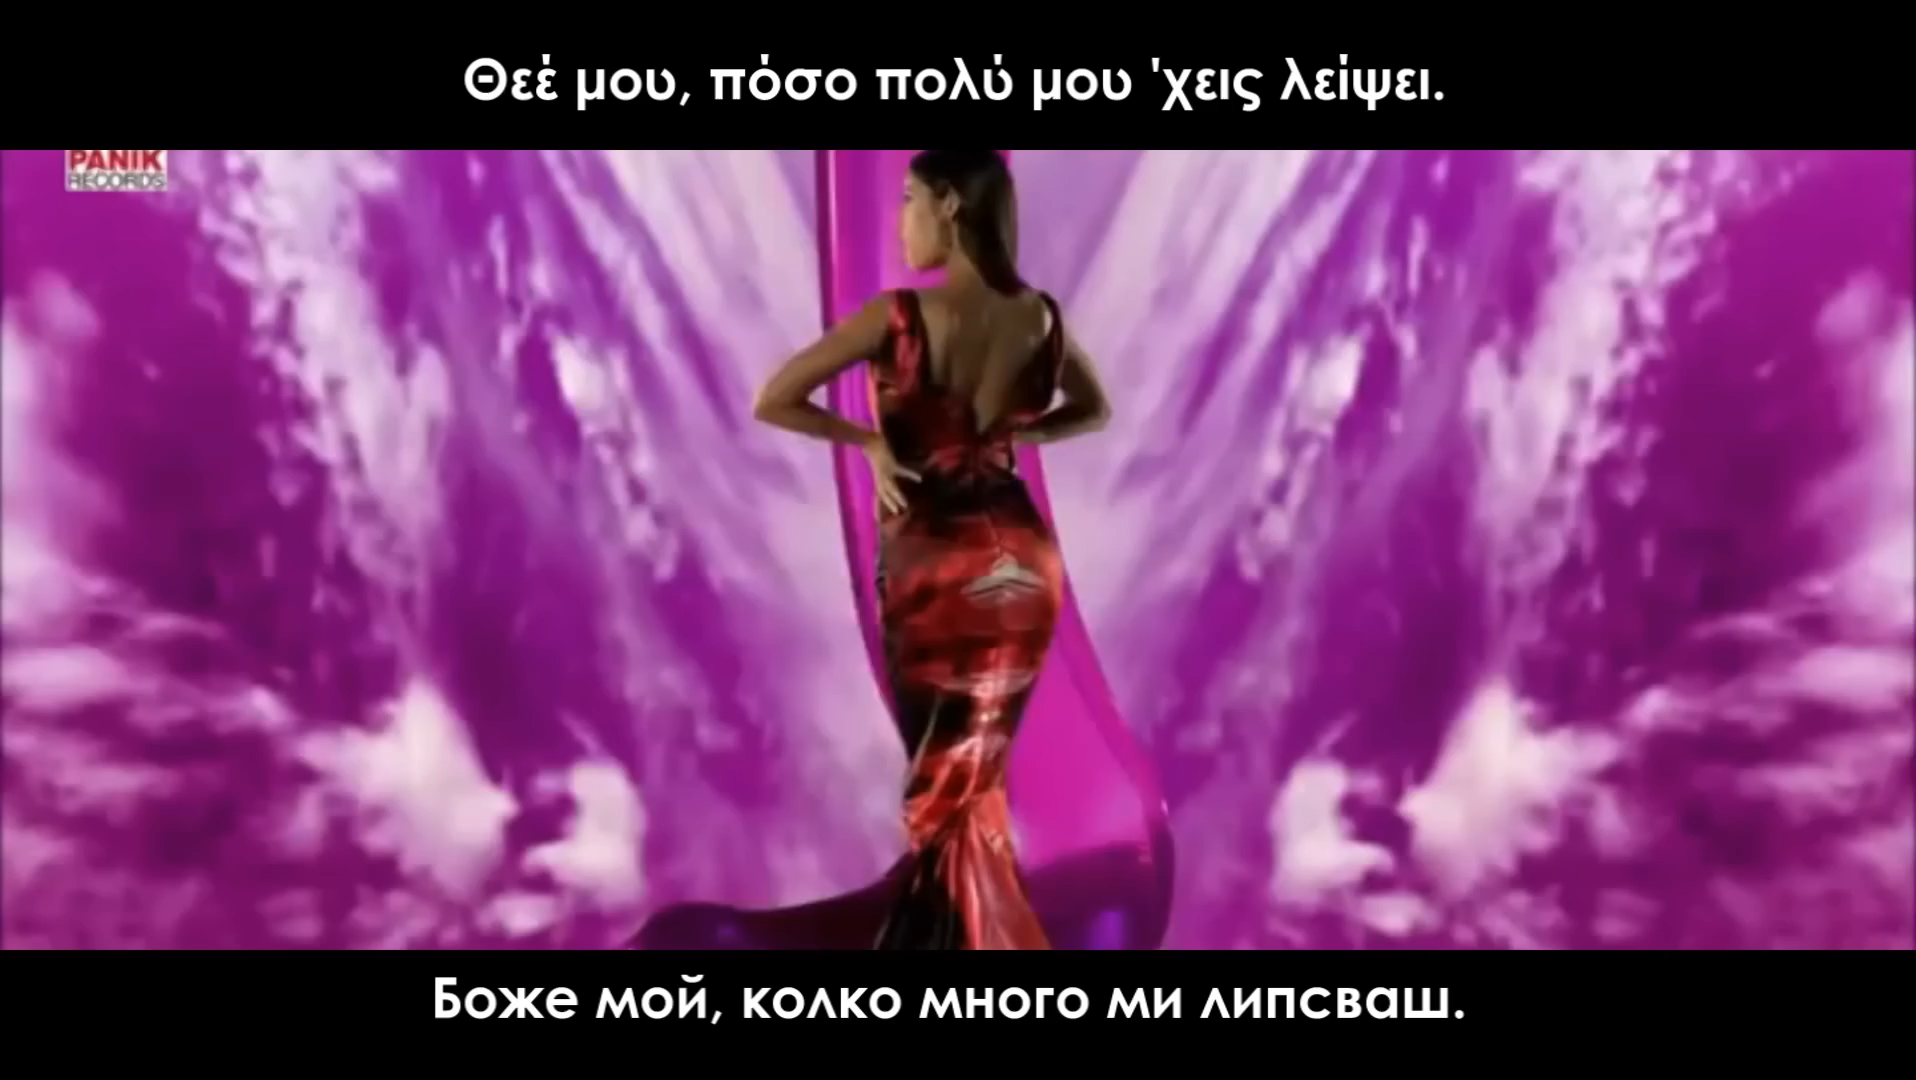 Θεέ μου, πόσο πολύ μου 'χεις λείψει.
PANIK
RECORDS
Боже мой, колко много ми липсваш.